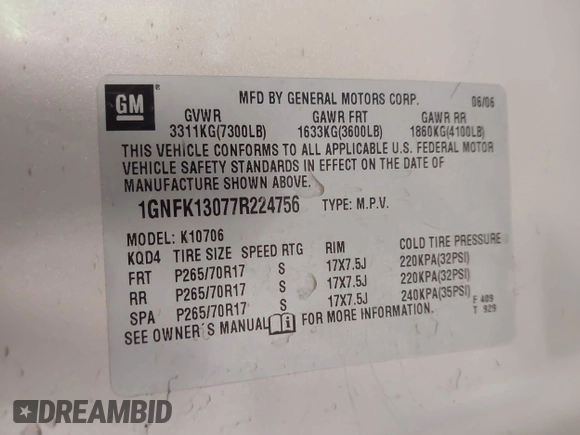 GM
MFD BY GENERAL MOTORS CORP. 06/06
GVWR GAWR FRT GAWR RR
3311KG(7300LB) 1633KG(3600LB) 1860KG(4100LB)
THIS VEHICLE CONFORMS TO ALL APPLICABLE U.S. FEDERAL MOTOR
VEHICLE SAFETY STANDARDS IN EFFECT ON THE DATE OF
MANUFACTURE SHOWN ABOVE.
1GNFK13077R224756 TYPE: M.P.V.
MODEL: K10706
KQD4 TIRE SIZE SPEED RTG RIM COLD TIRE PRESSURE
FRT P265/70R17 S 17X7.5J 220KPA(32PSI)
RR P265/70R17 S 17X7.5J 220KPA(32PSI)
SPA P265/70R17 S 17X7.5J 240KPA(35PSI)
SEE OWNER'S MANUAL i FOR MORE INFORMATION. F 409
T 929
$DREAMBID